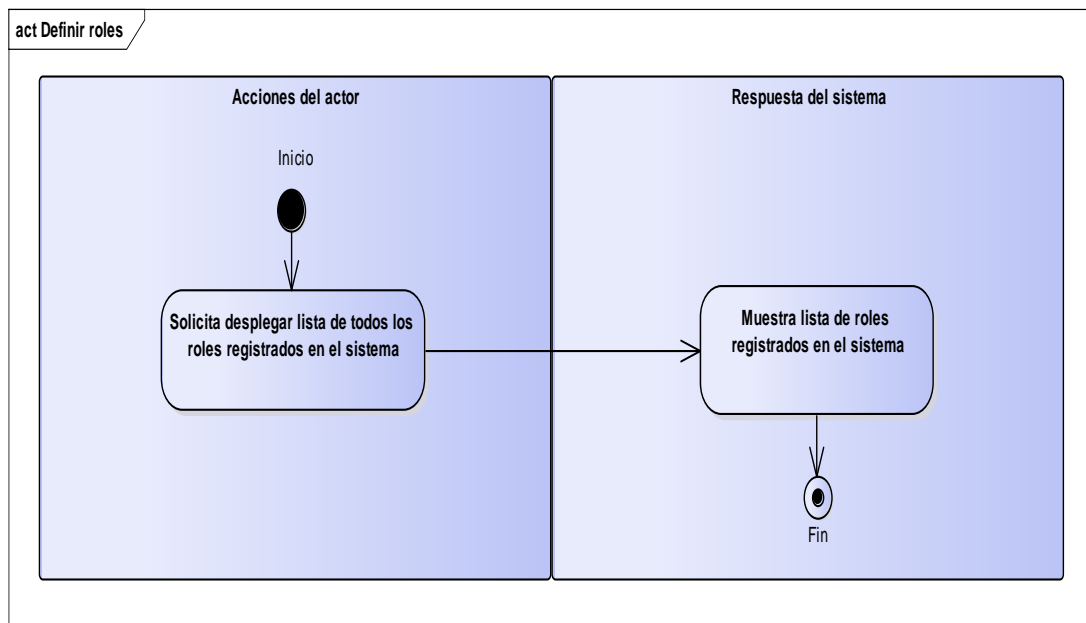 act Definir roles
Acciones del actor
Respuesta del sistema
Inicio
Solicita desplegar lista de todos los
roles registrados en el sistema
Muestra lista de roles
registrados en el sistema
Fin